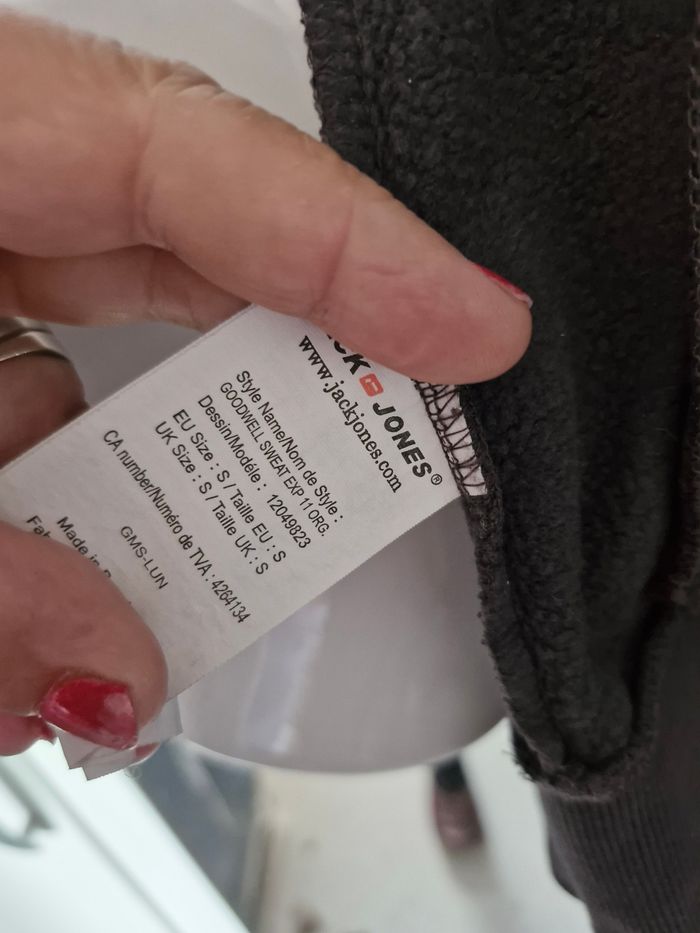 JONES®
www.jackjones.com
Style Name/Nom de Style :
GOODWELL SWEAT EXP 11 ORG.
Dessin/Modèle : 12049823
EU Size : S / Taille EU : S
UK Size : S / Taille UK : S
CA number/Numéro de TVA : 4264134
GMS-LUN
Made in